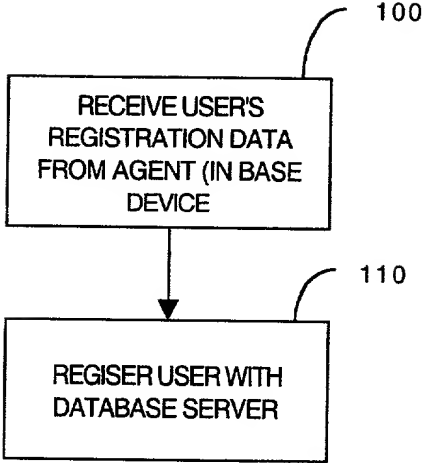 100
RECEIVE USER'S
REGISTRATION DATA
FROM AGENT (IN BASE
DEVICE
110
REGISER USER WITH
DATABASE SERVER